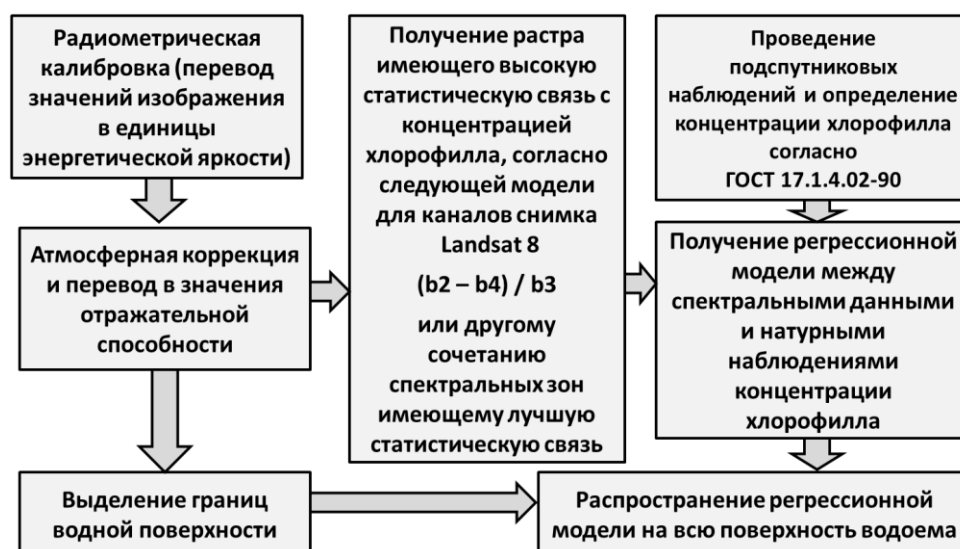 Радиометрическая
калибровка (перевод
значений изображения
в единицы
энергетической яркости)
Атмосферная коррекция
и перевод в значения
отражательной
способности
Выделение границ
водной поверхности
Получение растра
имеющего высокую
статистическую связь с
концентрацией
хлорофилла, согласно
следующей модели
для каналов снимка
Landsat 8
(b2 – b4) / b3
или другому
сочетанию
спектральных зон
имеющему лучшую
статистическую связь
Проведение
подспутниковых
наблюдений и определение
концентрации хлорофилла
согласно
ГОСТ 17.1.4.02-90
Получение регрессионной
модели между
спектральными данными
и натурными
наблюдениями
концентрации
хлорофилла
Распространение регрессионной
модели на всю поверхность водоема